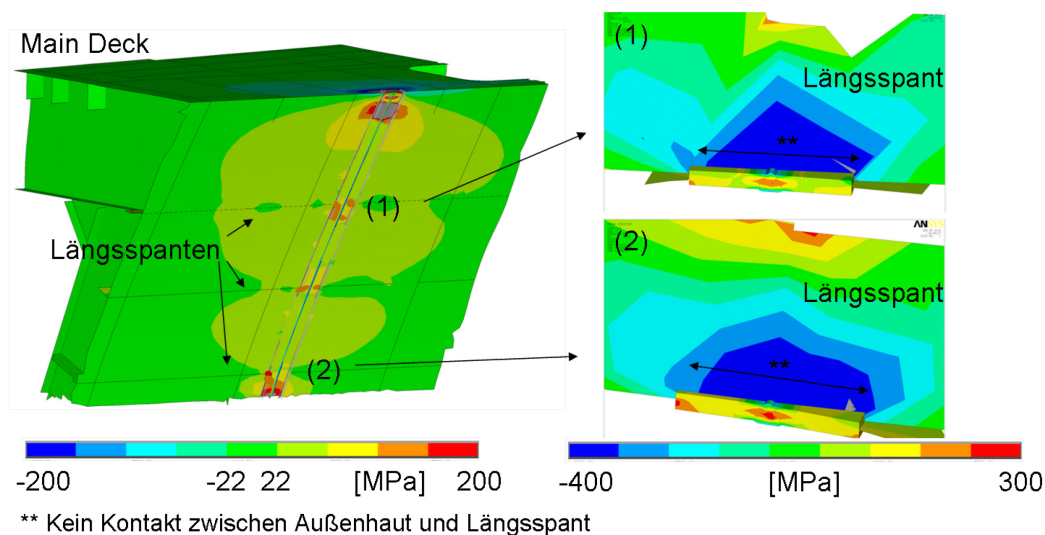 Main Deck
(1)
Längsspant
**
(1)
Längsspanten
(2)
(2)
Längsspant
**
-200 -22 22 [MPa] 200
-400 [MPa] 300
** Kein Kontakt zwischen Außenhaut und Längsspant